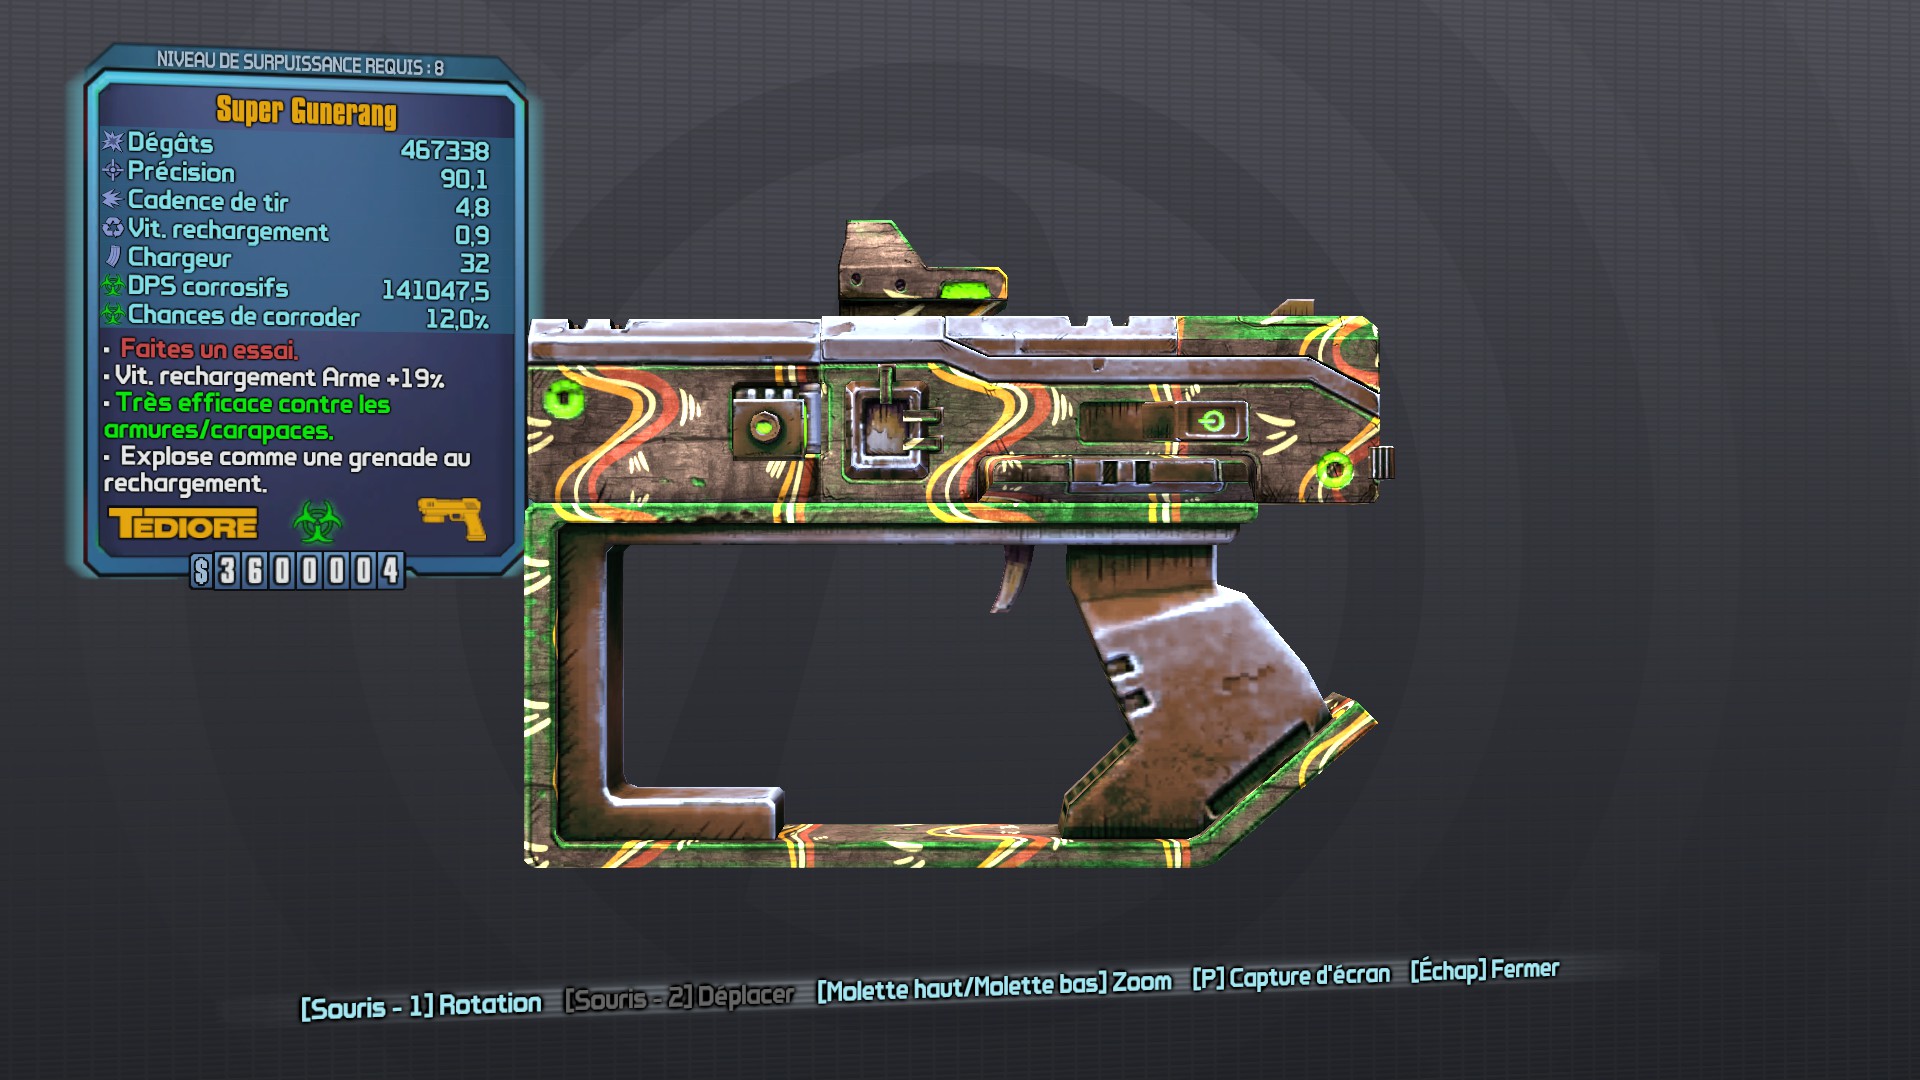 NIVEAU DE SURPUISSANCE REQUIS : 8
Super Gunerang
Dégâts 467338
Précision 90,1
Cadence de tir 4,8
Vit. rechargement 0,9
Chargeur 32
DPS corrosifs 141047,5
Chances de corroder 12,0%
· Faites un essai.
· Vit. rechargement Arme +19%
· Très efficace contre les
armures/carapaces.
· Explose comme une grenade au
rechargement.
TEDIORE
$3600004
[Souris - 1] Rotation [Souris - 2] Déplacer [Molette haut/Molette bas] Zoom [P] Capture d'écran [Échap] Fermer